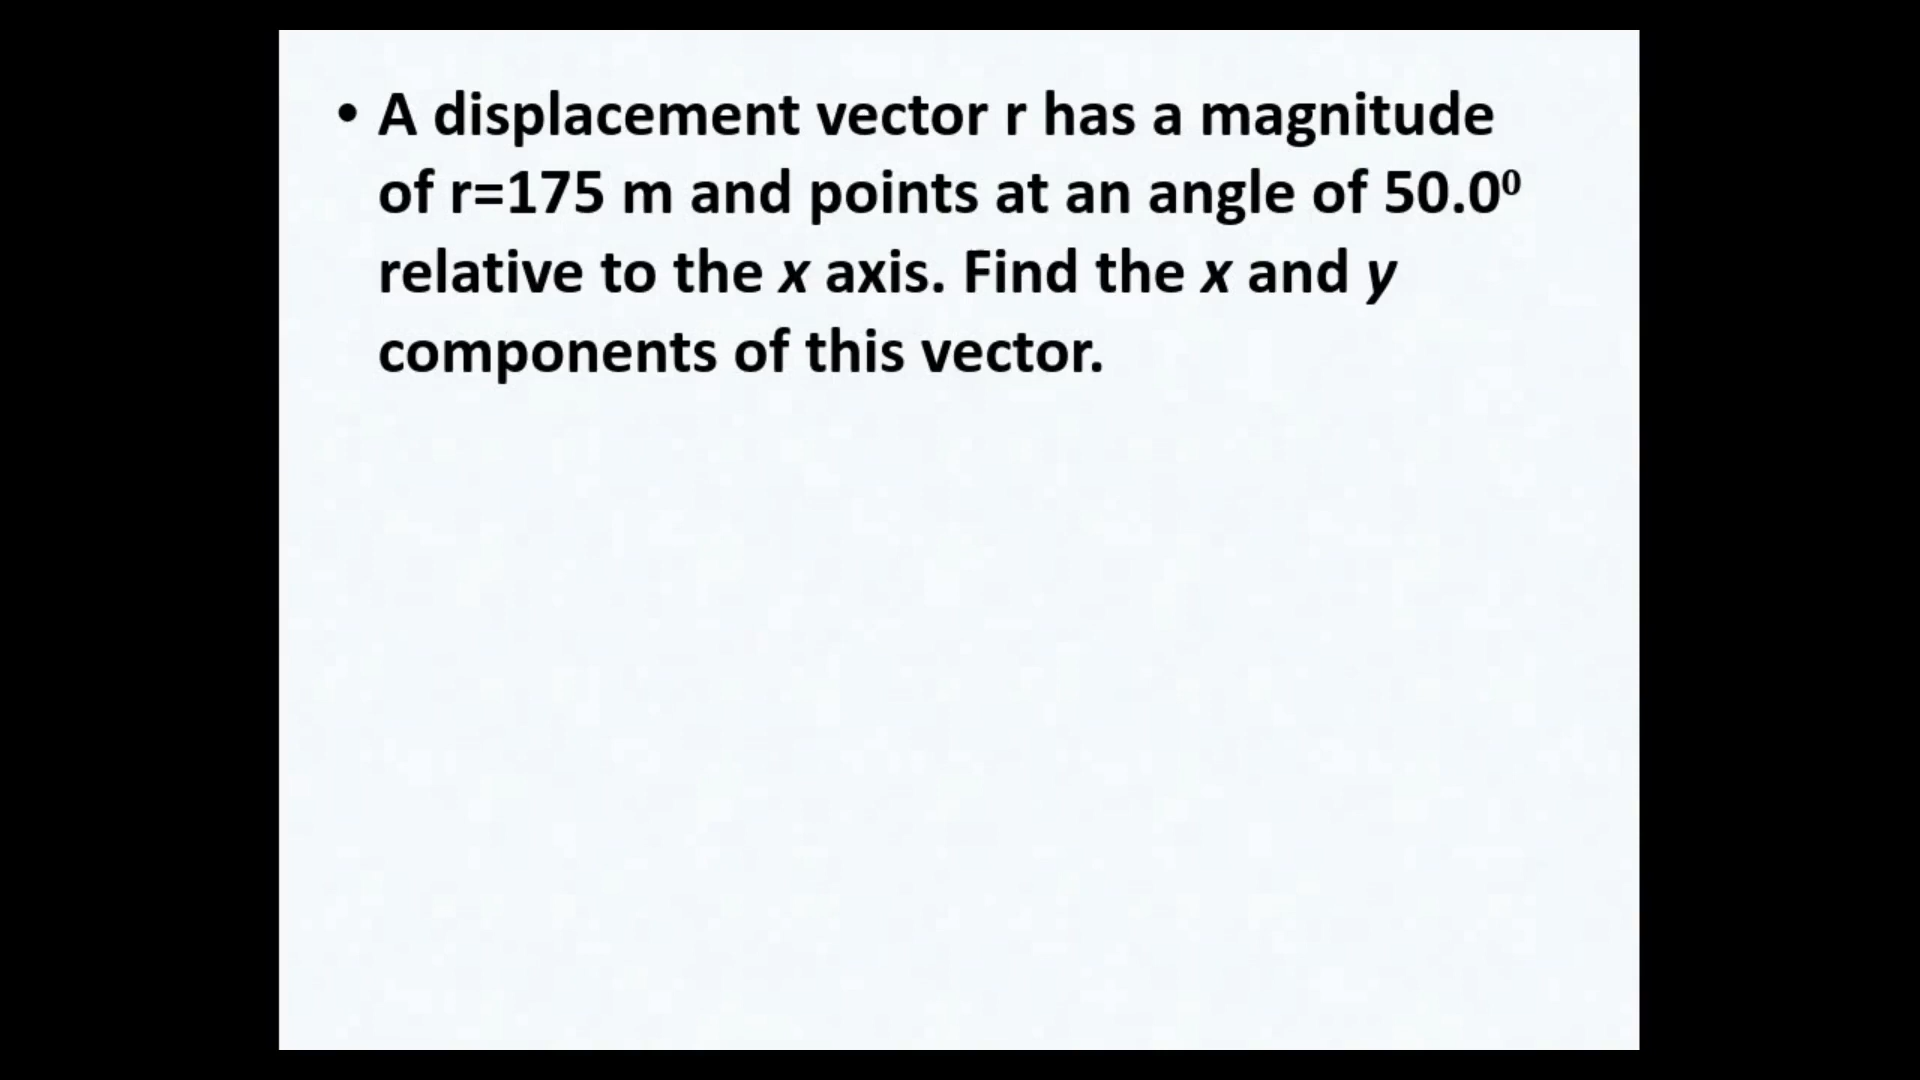 • A displacement vector r has a magnitude
of r=175 m and points at an angle of 50.0⁰
relative to the x axis. Find the x and y
components of this vector.